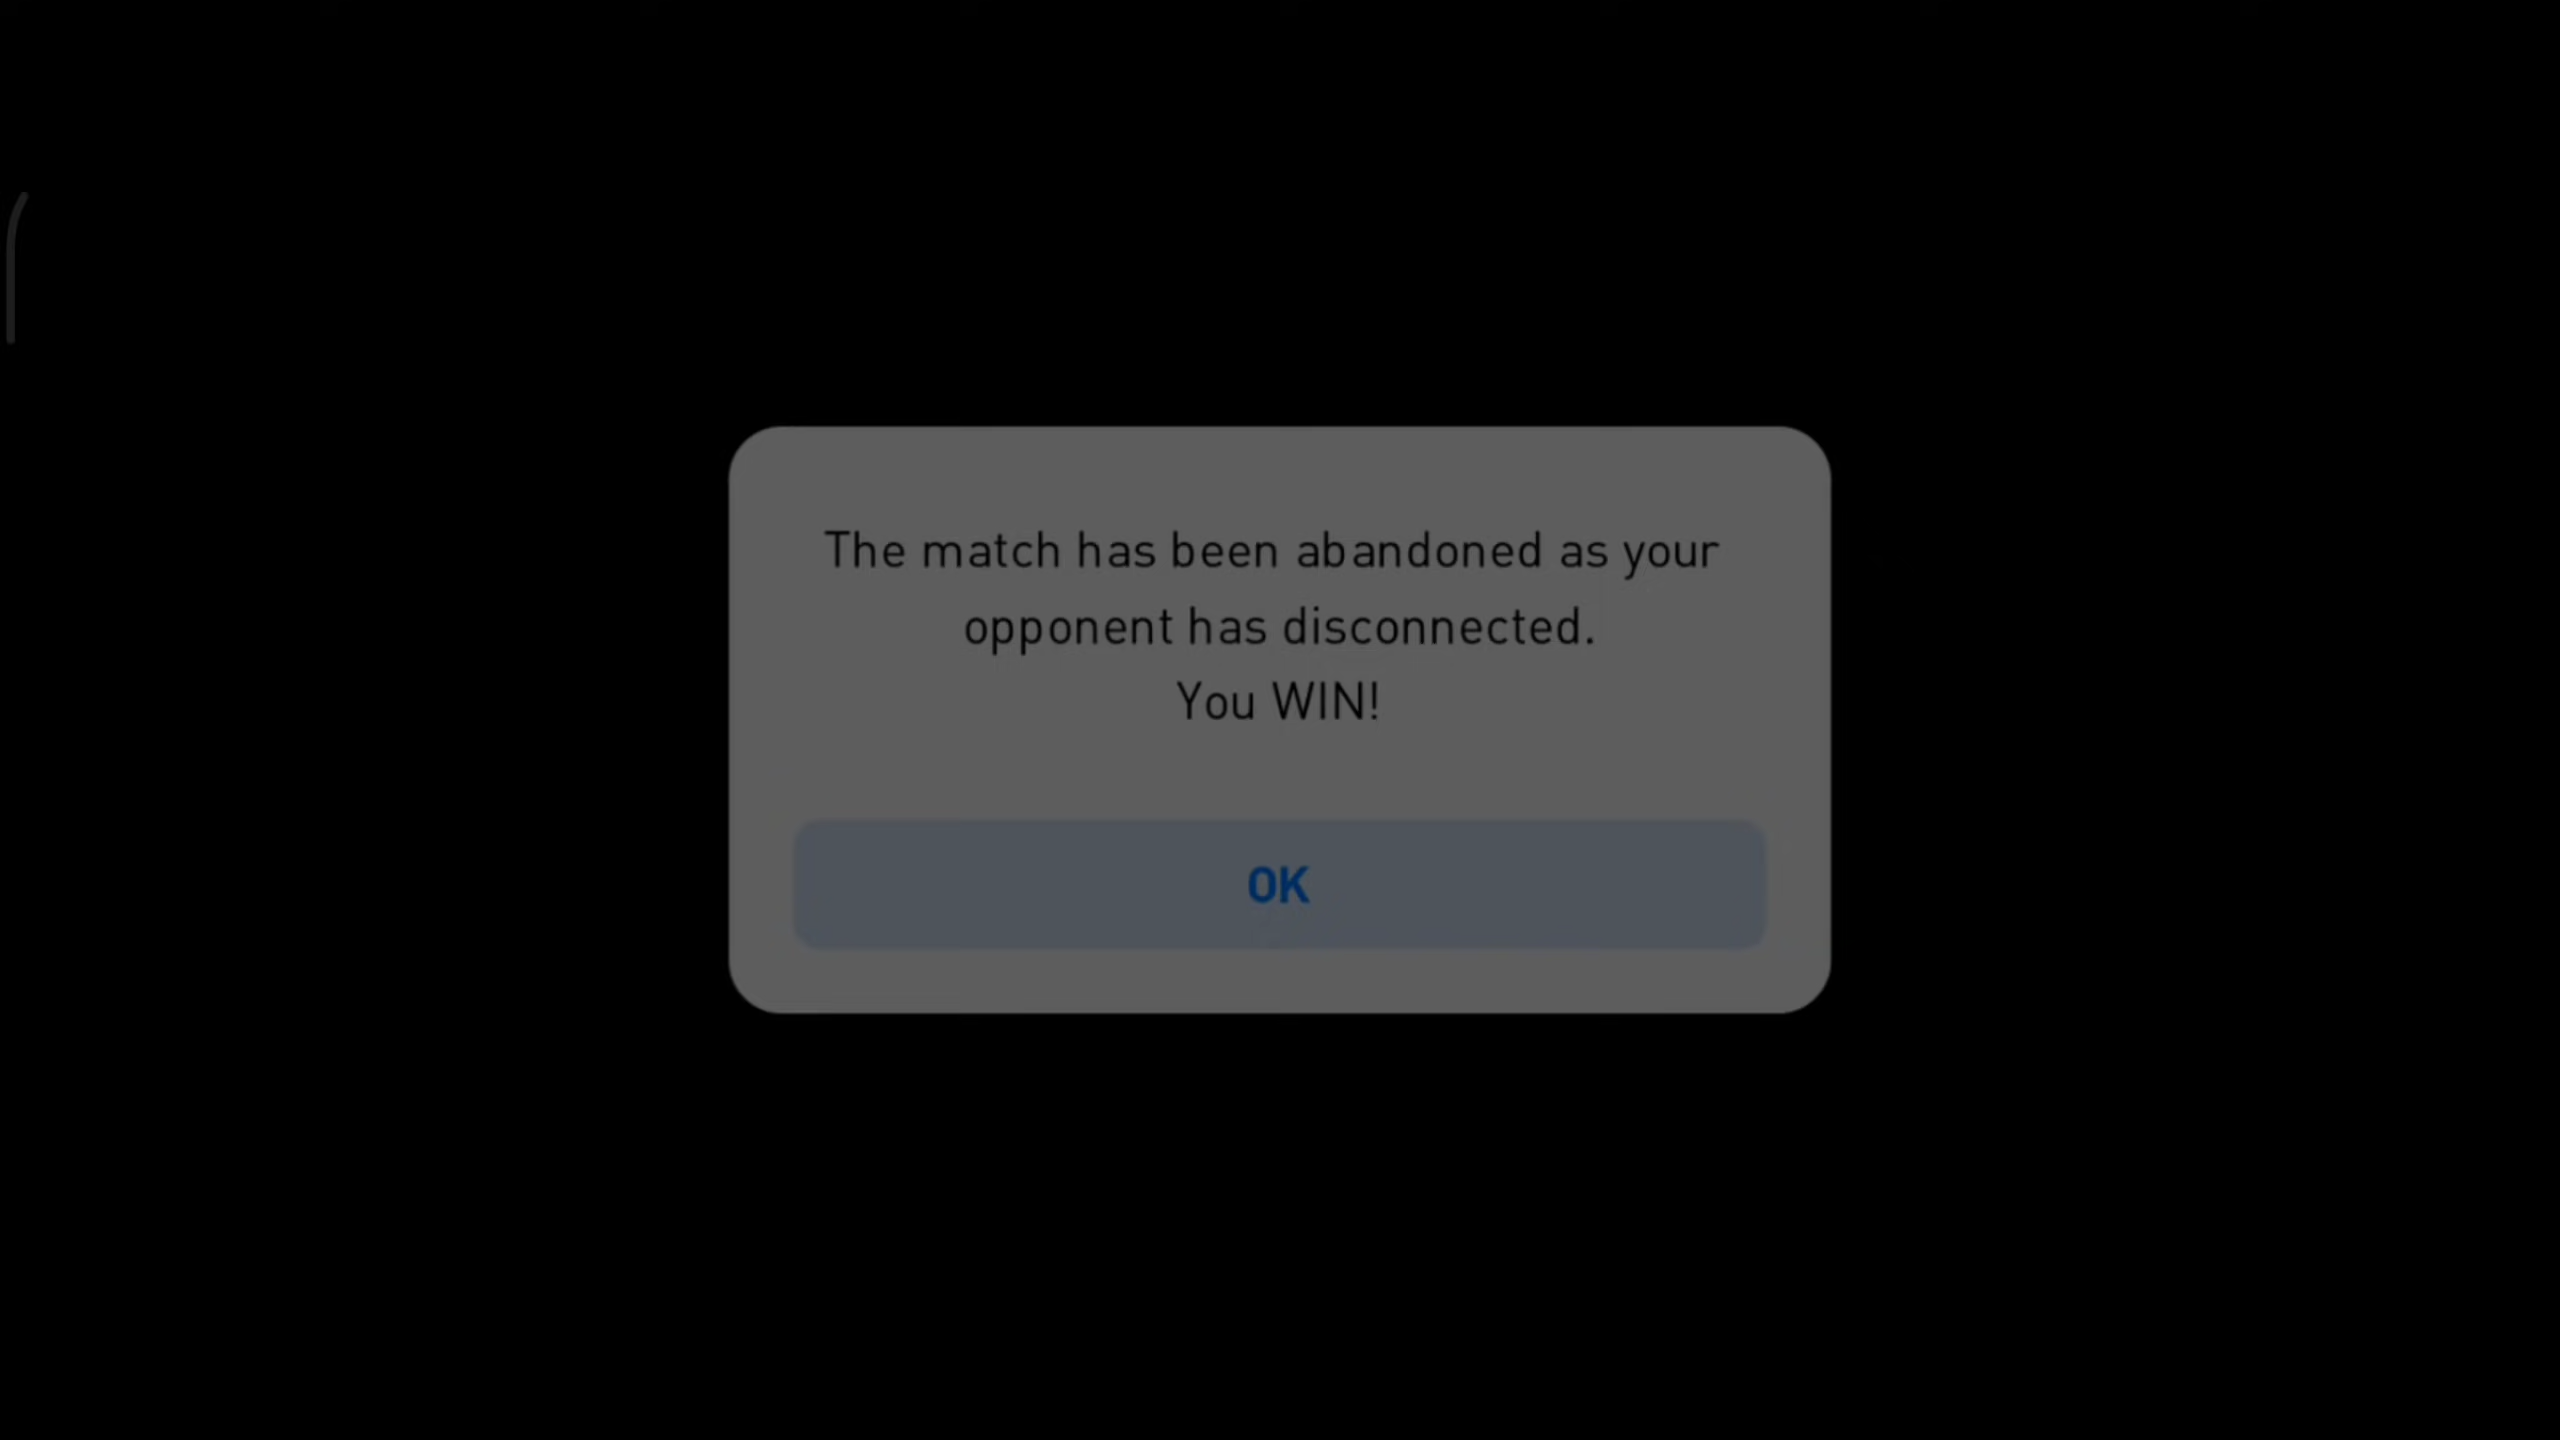 The match has been abandoned as your
opponent has disconnected.
You WIN!
OK